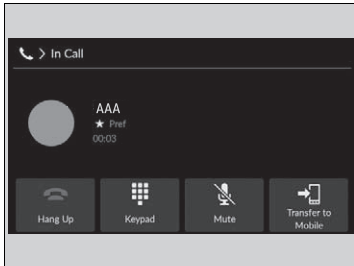 In Call
AAA
★ Pref
00:03
Hang Up
Keypad
Mute
Transfer to
Mobile